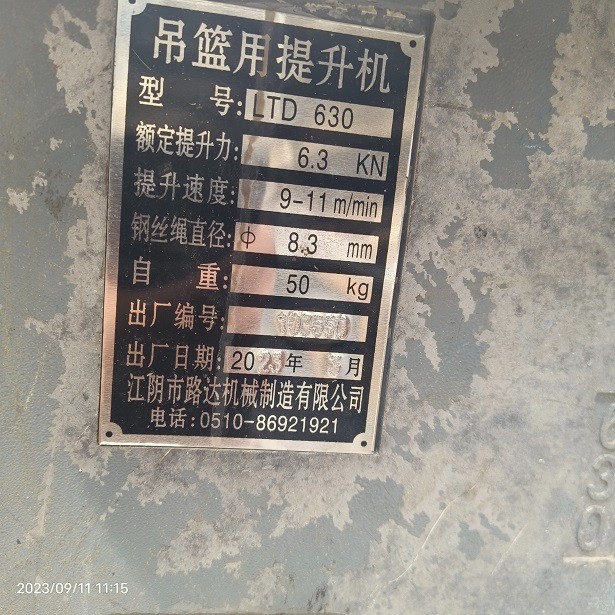 吊篮用提升机
型 号: LTD 630
额定提升力: 6.3 KN
提升速度: 9-11 m/min
钢丝绳直径: φ 8.3 mm
自 重: 50 kg
出厂编号:
出厂日期: 20 年 月
江阴市路达机械制造有限公司
电话:0510-86921921
630
2023/09/11 11:15